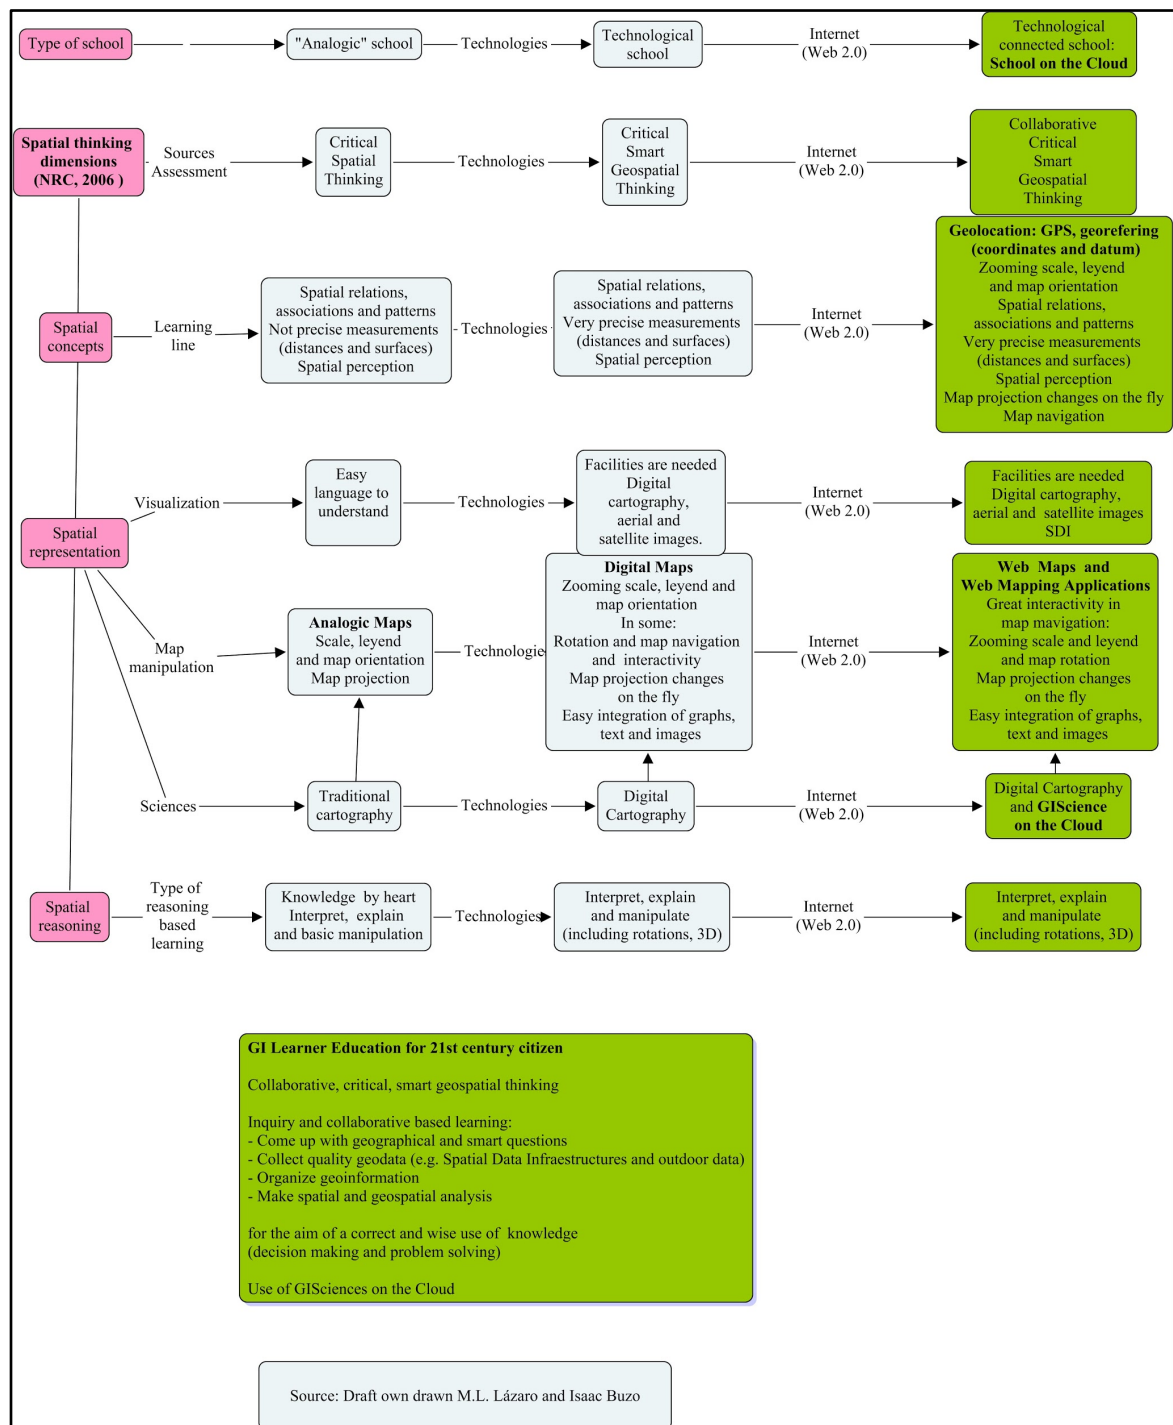 Type of school
"Analogic" school
Technologies
Technological
school
Internet
(Web 2.0)
Technological
connected school:
School on the Cloud
Spatial thinking
dimensions
(NRC, 2006 )
Sources
Assessment
Critical
Spatial
Thinking
Technologies
Critical
Smart
Geospatial
Thinking
Internet
(Web 2.0)
Collaborative
Critical
Smart
Geospatial
Thinking
Spatial
concepts
Learning
line
Spatial relations,
associations and patterns
Not precise measurements
(distances and surfaces)
Spatial perception
Technologies
Spatial relations,
associations and patterns
Very precise measurements
(distances and surfaces)
Spatial perception
Internet
(Web 2.0)
Geolocation: GPS, georefering
(coordinates and datum)
Zooming scale, leyend
and map orientation
Spatial relations,
associations and patterns
Very precise measurements
(distances and surfaces)
Spatial perception
Map projection changes on the fly
Map navigation
Spatial
representation
Visualization
Easy
language to
understand
Technologies
Facilities are needed
Digital
cartography,
aerial and
satellite images.
Internet
(Web 2.0)
Facilities are needed
Digital cartography,
aerial and satellite images
SDI
Map
manipulation
Analogic Maps
Scale, leyend
and map orientation
Map projection
Technologie
Digital Maps
Zooming scale, leyend and
map orientation
In some:
Rotation and map navigation
and interactivity
Map projection changes
on the fly
Easy integration of graphs,
text and images
Internet
(Web 2.0)
Web Maps and
Web Mapping Applications
Great interactivity in
map mavigation:
Zooming scale and leyend
and map rotation
Map projection changes
on the fly
Easy integration of graphs,
text and images
Sciences
Traditional
cartography
Technologies
Digital
Cartography
Internet
(Web 2.0)
Digital Cartography
and GIScience
on the Cloud
Spatial
reasoning
Type of
reasoning
based
learning
Knowledge by heart
Interpret, explain
and basic manipulation
Technologies
Interpret, explain
and manipulate
(including rotations, 3D)
Internet
(Web 2.0)
Interpret, explain
and manipulate
(including rotations, 3D)
GI Learner Education for 21st century citizen
Collaborative, critical, smart geospatial thinking
Inquiry and collaborative based learning:
- Come up with geographical and smart questions
- Collect quality geodata (e.g. Spatial Data Infraestructures and outdoor data)
- Organize geoinformation
- Make spatial and geospatial analysis
for the aim of a correct and wise use of knowledge
(decision making and problem solving)
Use of GISciences on the Cloud
Source: Draft own drawn M.L. Lázaro and Isaac Buzo